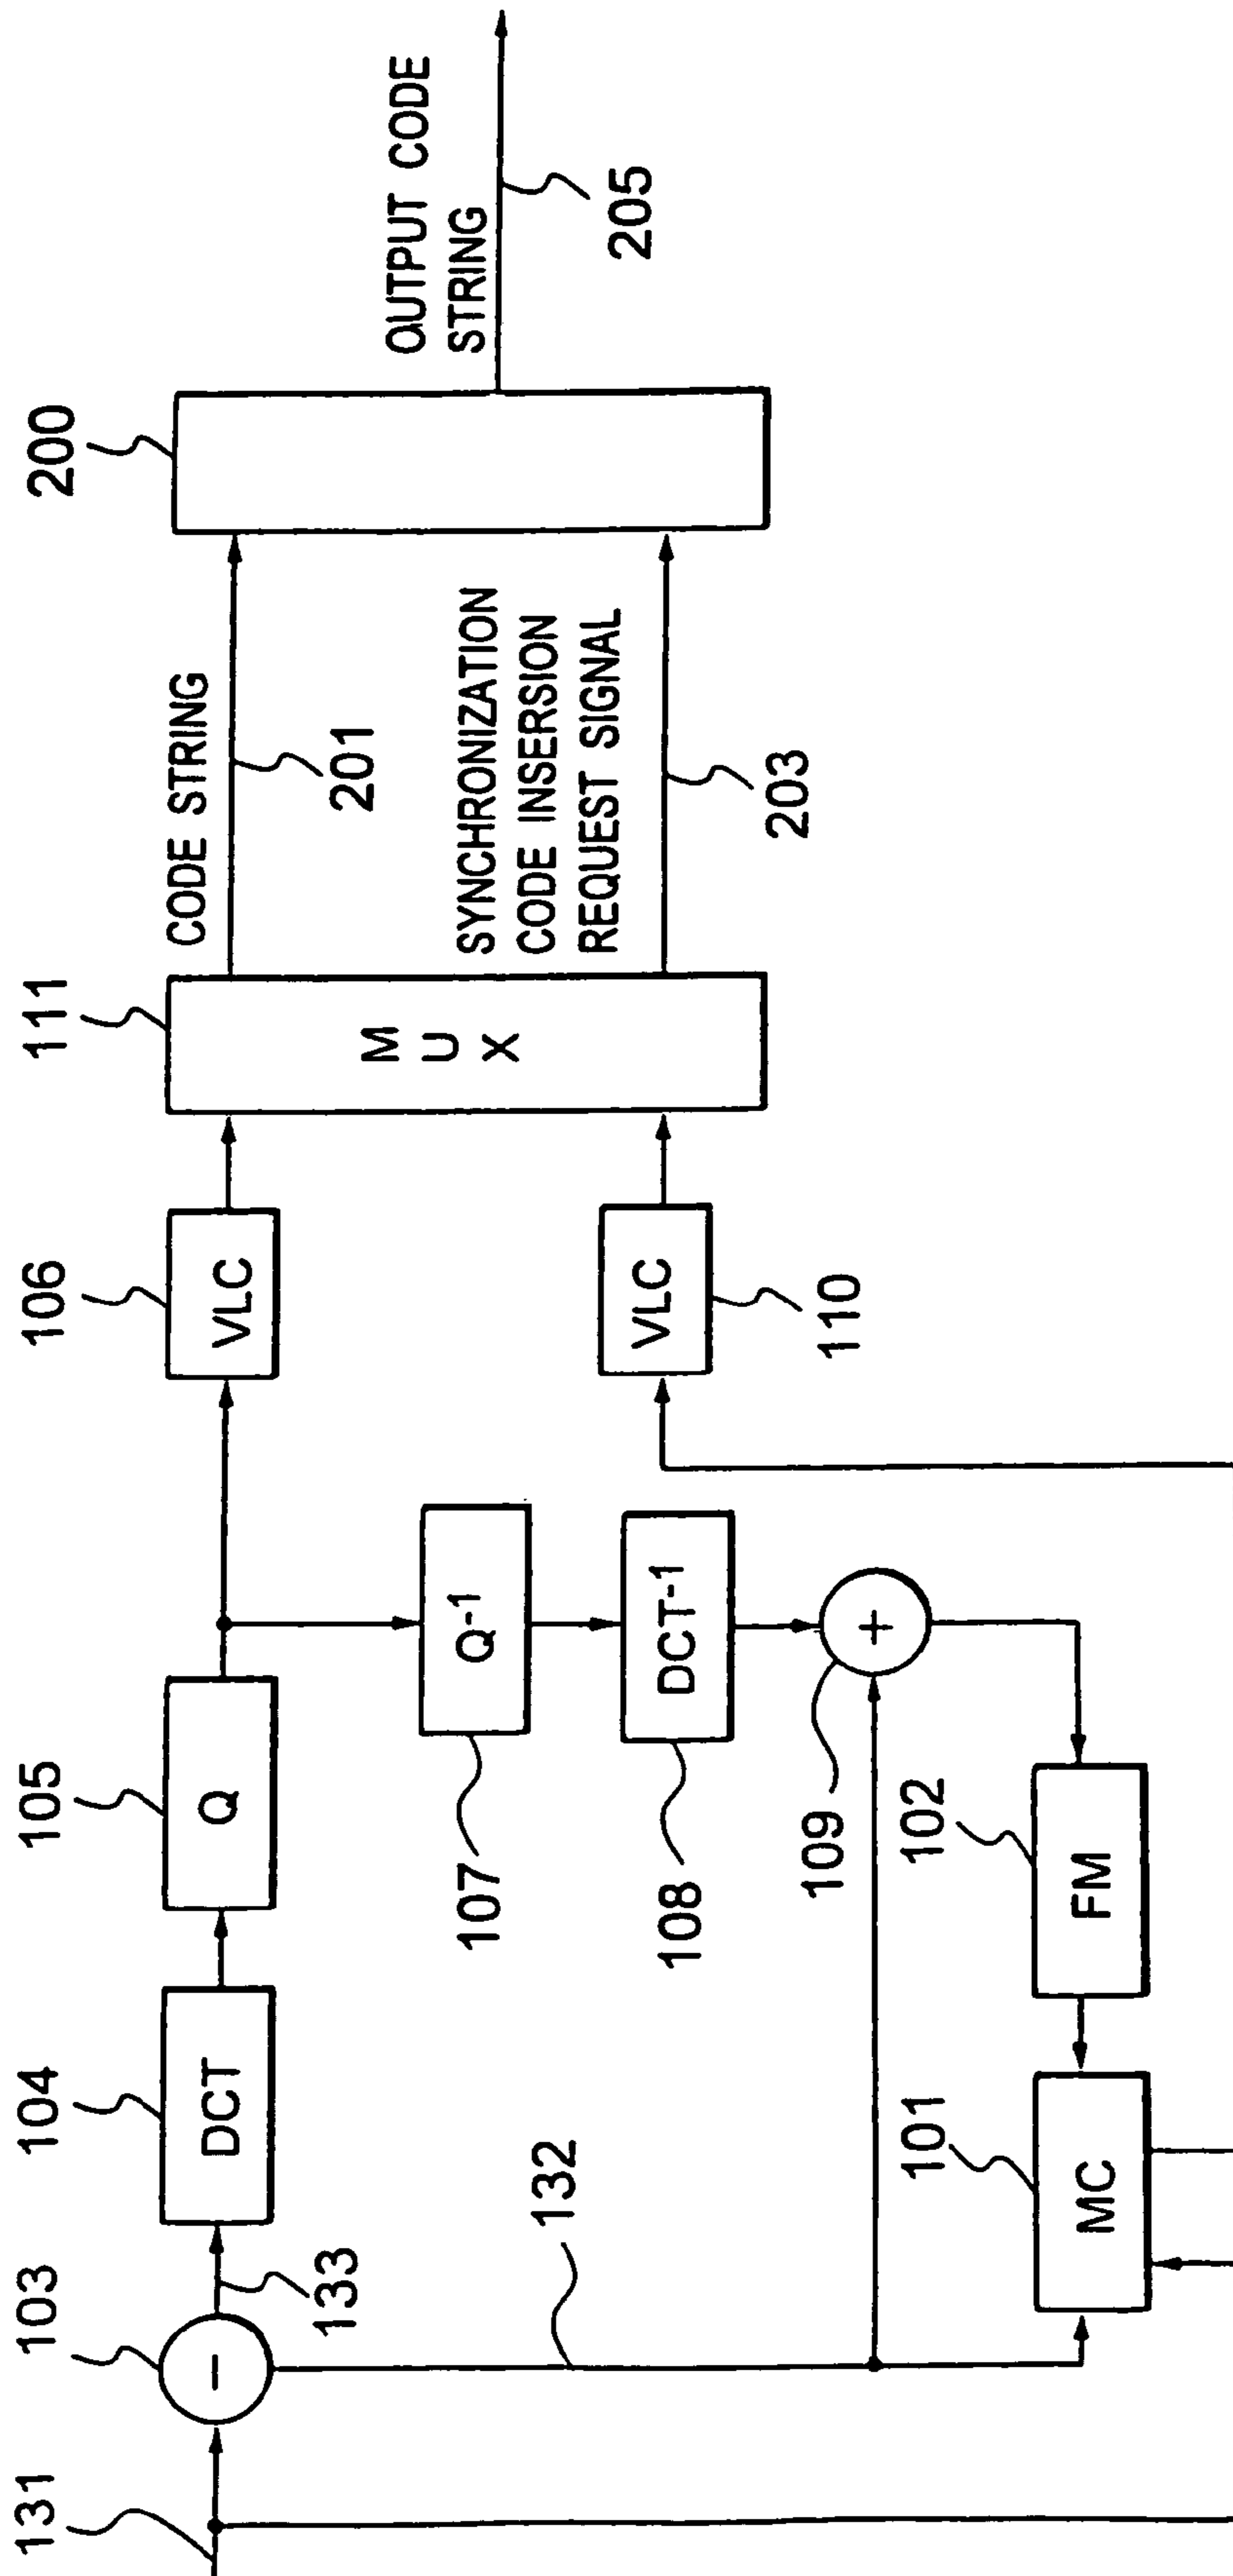 131
103
133
132
104
DCT
105
Q
106
VLC
111
MUX
CODE STRING
201
SYNCHRONIZATION
CODE INSERSION
REQUEST SIGNAL
203
200
OUTPUT CODE
STRING
205
VLC
110
Q-1
107
DCT-1
108
+
109
102
FM
101
MC
-